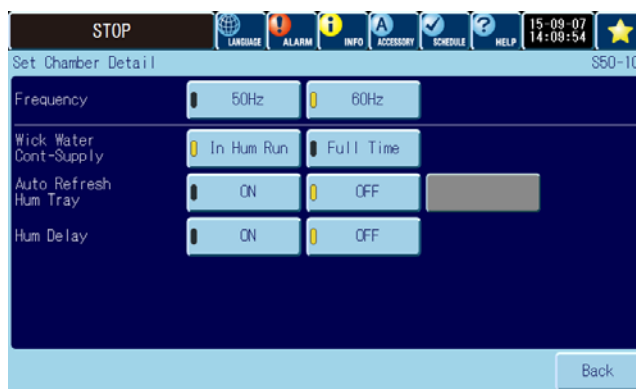 STOP
LANGUAGE
ALARM
INFO
ACCESSORY
SCHEDULE
HELP
15-09-07
14:09:54
Set Chamber Detail
S50-10
Frequency
50Hz
60Hz
Wick Water
Cont-Supply
In Hum Run
Full Time
Auto Refresh
Hum Tray
ON
OFF
Hum Delay
ON
OFF
Back